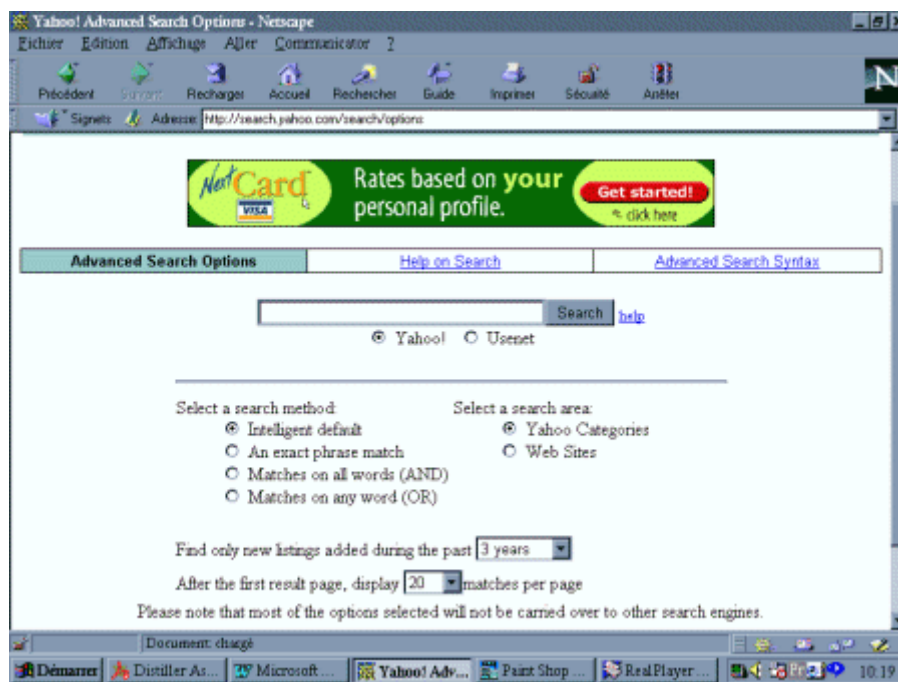 Yahoo! Advanced Search Options - Netscape
Fichier Edition Affichage Aller Communicator ?
Précédent Suivant Recharger Accueil Rechercher Guide Imprimer Sécurité Arrêter
N
Signets Adresse: http://search.yahoo.com/search/options
Next Card VISA
Rates based on your
personal profile.
Get started!
click here
Advanced Search Options Help on Search Advanced Search Syntax
Search help
Yahoo! Usenet
Select a search method: Select a search area:
Intelligent default Yahoo Categories
An exact phrase match Web Sites
Matches on all words (AND)
Matches on any word (OR)
Find only new listings added during the past 3 years
After the first result page, display 20 matches per page
Please note that most of the options selected will not be carried over to other search engines.
Document: chargé
Démarrer Distiller As... Microsoft ... Yahoo! Adv... Paint Shop ... RealPlayer ... 10:19